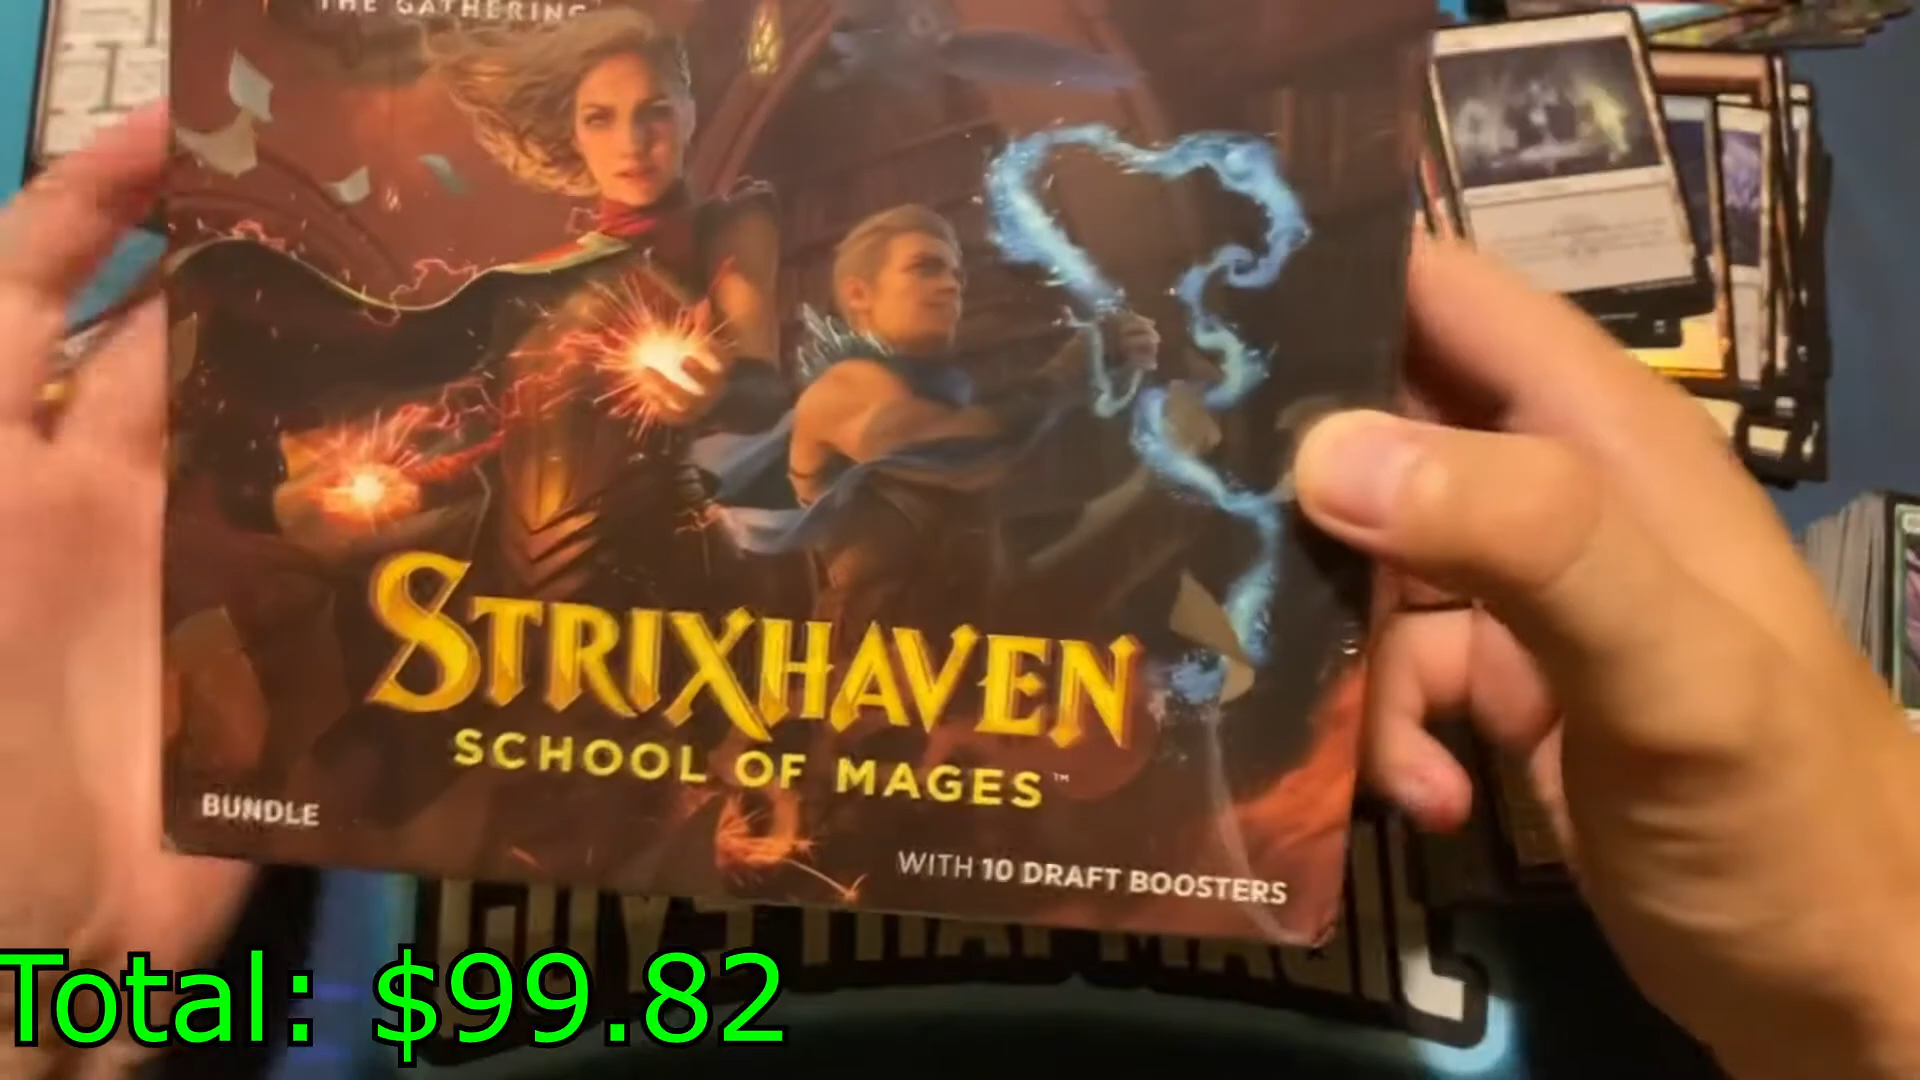 THE GATHERING
STRIXHAVEN
SCHOOL OF MAGES™
BUNDLE
WITH 10 DRAFT BOOSTERS
Total: $99.82